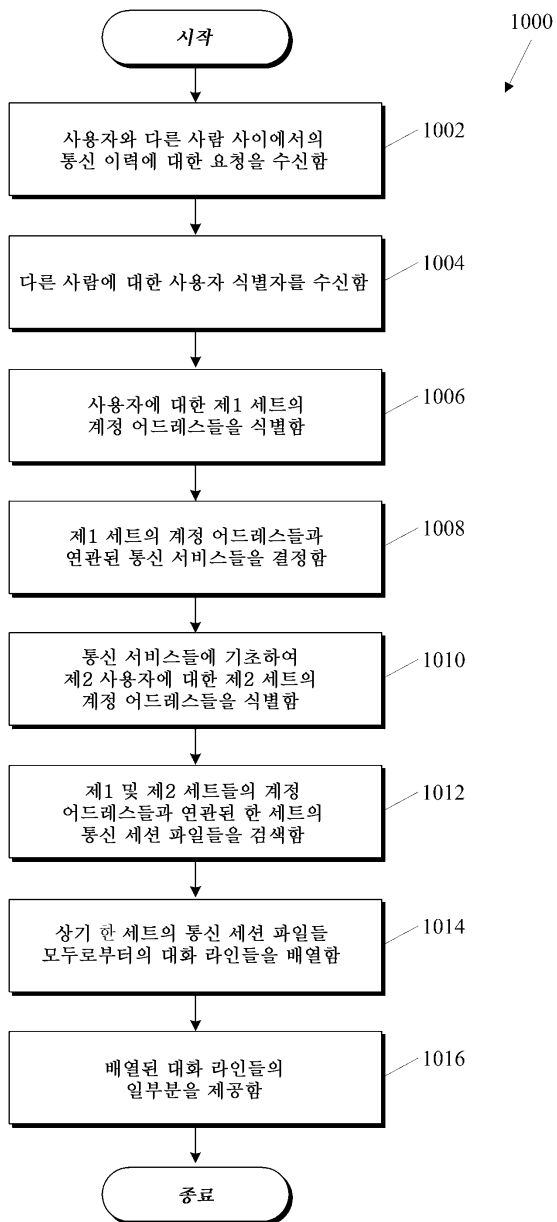 시작
1000
사용자와 다른 사람 사이에서의
통신 이력에 대한 요청을 수신함
1002
다른 사람에 대한 사용자 식별자를 수신함
1004
사용자에 대한 제1 세트의
계정 어드레스들을 식별함
1006
제1 세트의 계정 어드레스들과
연관된 통신 서비스들을 결정함
1008
통신 서비스들에 기초하여
제2 사용자에 대한 제2 세트의
계정 어드레스들을 식별함
1010
제1 및 제2 세트들의 계정
어드레스들과 연관된 한 세트의
통신 세션 파일들을 검색함
1012
상기 한 세트의 통신 세션 파일들
모두로부터의 대화 라인들을 배열함
1014
배열된 대화 라인들의
일부분을 제공함
1016
종료